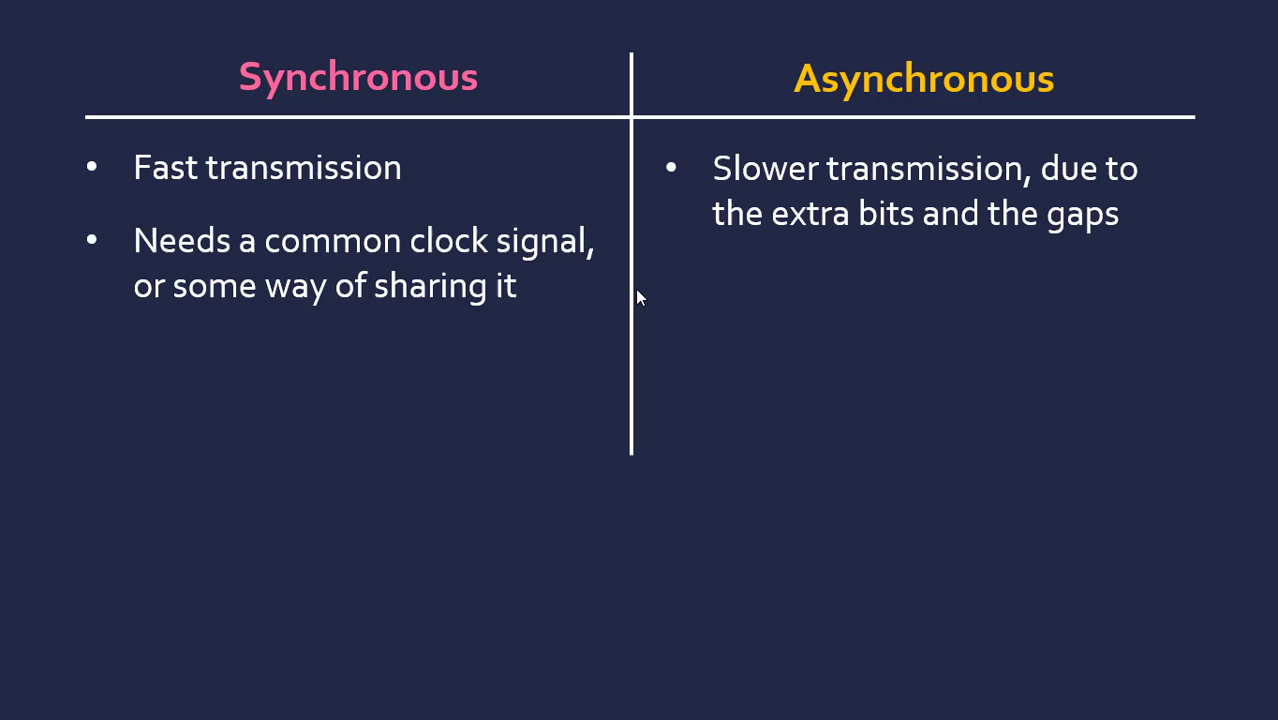 Synchronous
Asynchronous
• Fast transmission
• Needs a common clock signal,
or some way of sharing it
• Slower transmission, due to
the extra bits and the gaps